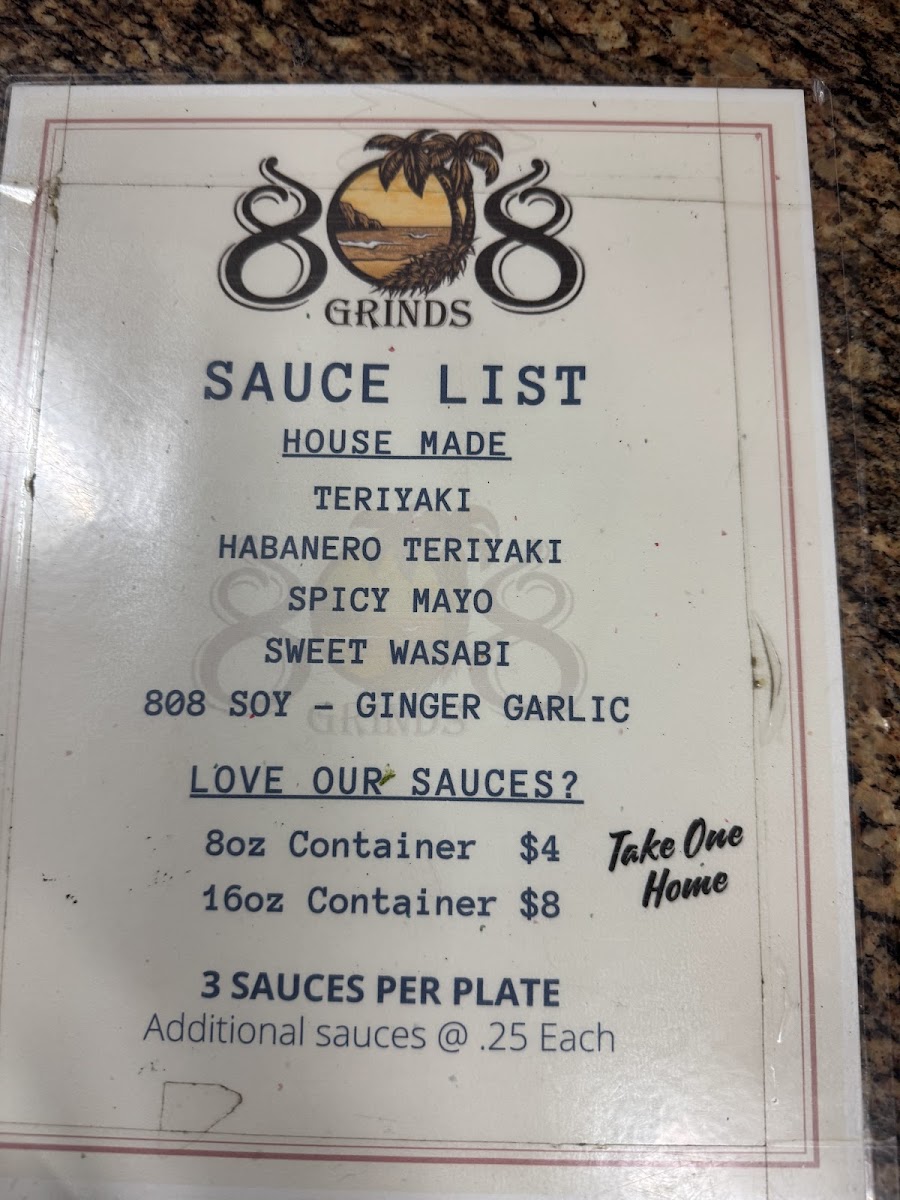 808
GRINDS
SAUCE LIST
HOUSE MADE
TERIYAKI
HABANERO TERIYAKI
SPICY MAYO
SWEET WASABI
808 SOY – GINGER GARLIC
LOVE OUR SAUCES?
8oz Container $4
16oz Container $8
Take One
Home
3 SAUCES PER PLATE
Additional sauces @ .25 Each